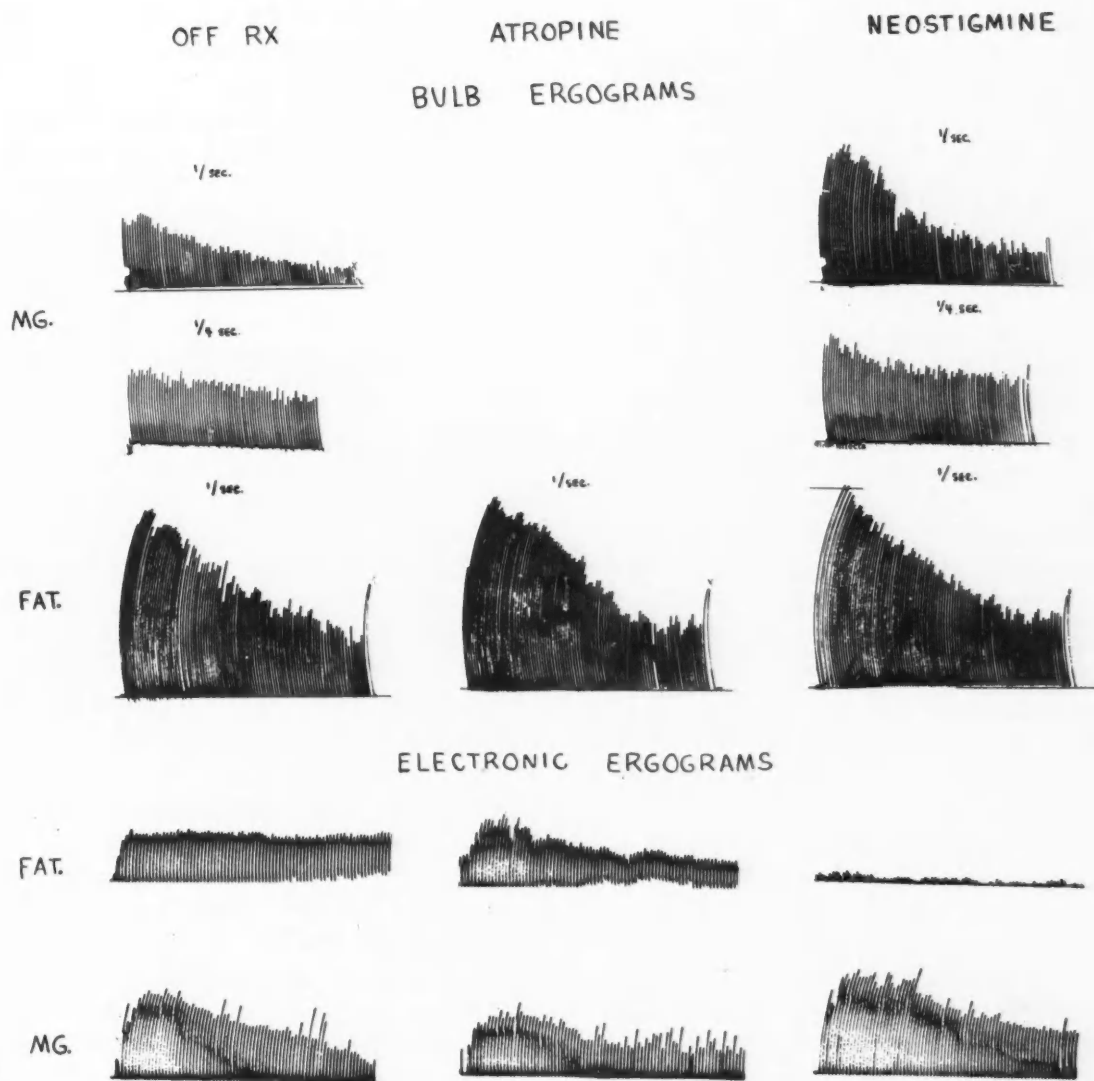 OFF RX ATROPINE NEOSTIGMINE
BULB ERGOGRAMS
1/SEC. 1/SEC.
MG.
1/4 SEC. 1/4 SEC.
1/SEC. 1/SEC. 1/SEC.
FAT.
ELECTRONIC ERGOGRAMS
FAT.
MG.